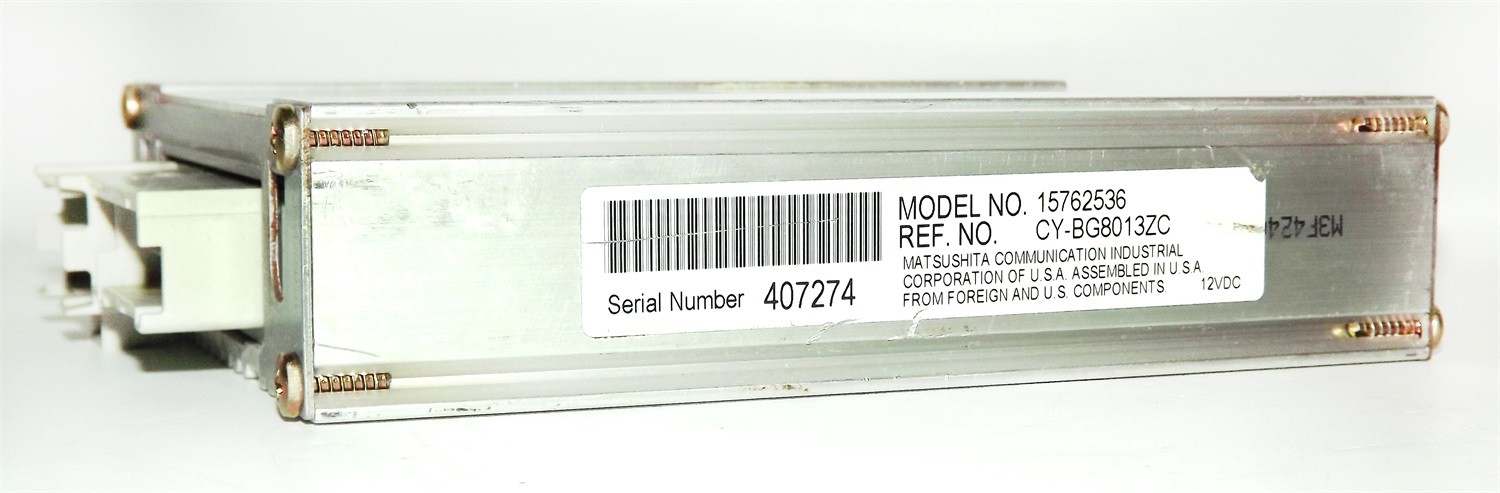 MODEL NO. 15762536
REF. NO. CY-BG8013ZC
MATSUSHITA COMMUNICATION INDUSTRIAL
CORPORATION OF U.S.A. ASSEMBLED IN U.S.A.
FROM FOREIGN AND U.S. COMPONENTS. 12VDC
Serial Number 407274